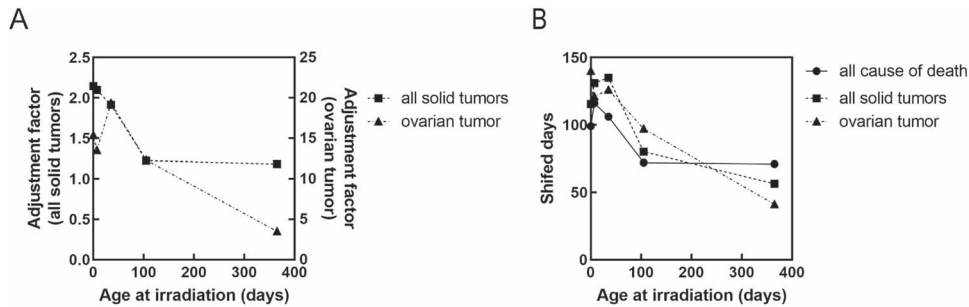 A
Adjustment factor
(all solid tumors)
2.5
2.0
1.5
1.0
0.5
0.0
25
20
15
10
5
0
Adjustment factor
(ovarian tumor)
0 100 200 300 400
Age at irradiation (days)
all solid tumors
ovarian tumor
B
Shifed days
150
100
50
0
0 100 200 300 400
Age at irradiation (days)
all cause of death
all solid tumors
ovarian tumor